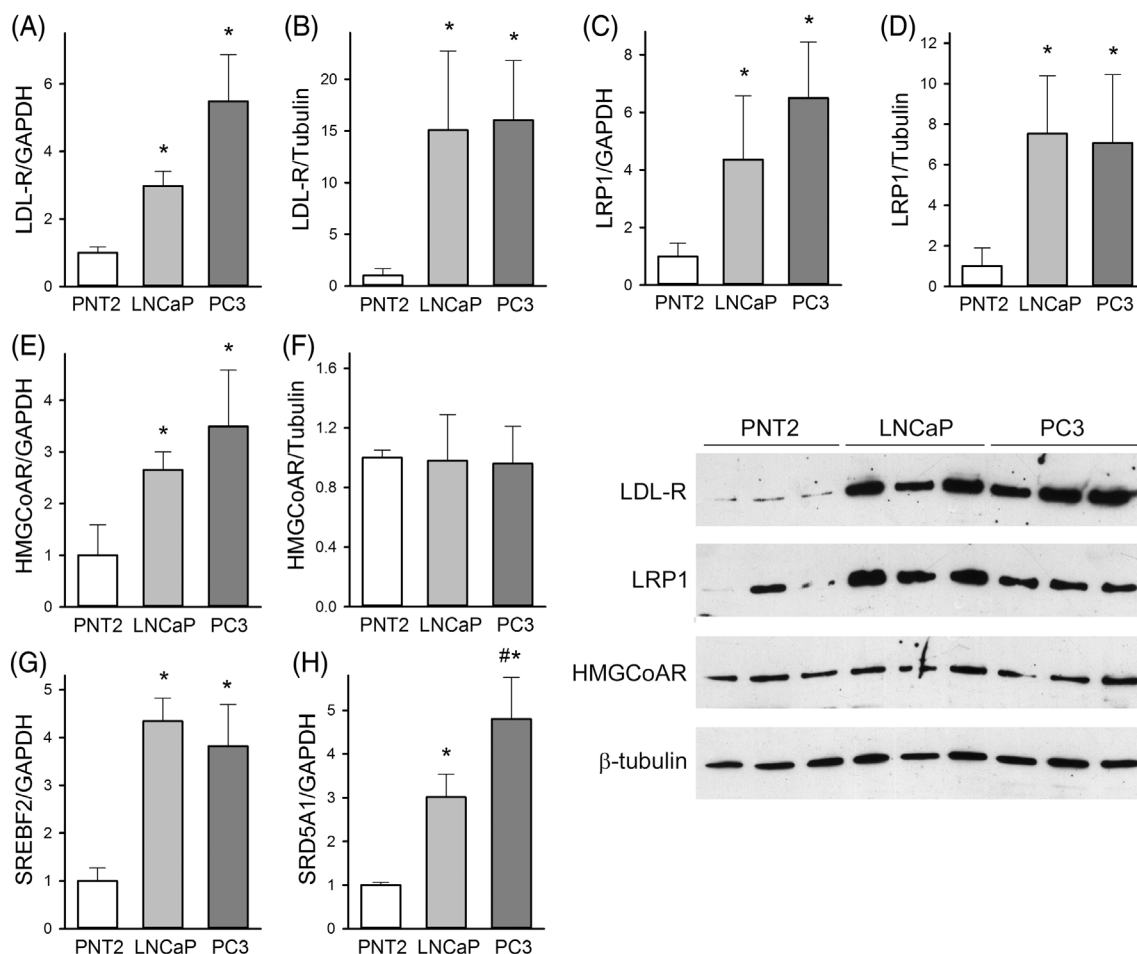 (A)
LDL-R/GAPDH
6
4
2
0
*
*
PNT2 LNCaP PC3
(B)
LDL-R/Tubulin
20
15
10
5
0
*
*
PNT2 LNCaP PC3
(C)
LRP1/GAPDH
8
6
4
2
0
*
*
PNT2 LNCaP PC3
(D)
LRP1/Tubulin
12
10
8
6
4
2
0
*
*
PNT2 LNCaP PC3
(E)
HMGCoAR/GAPDH
4
3
2
1
0
*
*
PNT2 LNCaP PC3
(F)
HMGCoAR/Tubulin
1.6
1.2
0.8
0.4
0.0
PNT2 LNCaP PC3
PNT2 LNCaP PC3
LDL-R
LRP1
HMGCoAR
β-tubulin
(G)
SREBF2/GAPDH
5
4
3
2
1
0
*
*
PNT2 LNCaP PC3
(H)
SRD5A1/GAPDH
5
4
3
2
1
0
*
#*
PNT2 LNCaP PC3